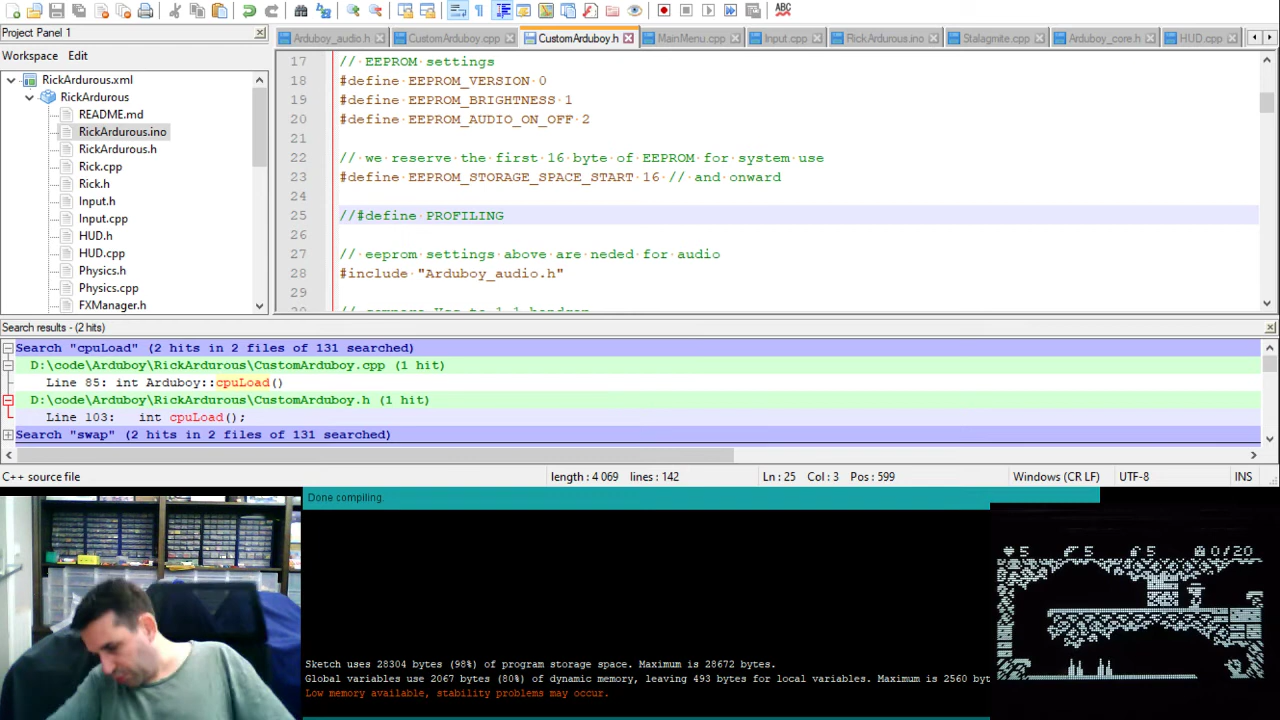 Project Panel 1
Workspace Edit
RickArdurous.xml
RickArdurous
README.md
RickArdurous.ino
RickArdurous.h
Rick.cpp
Rick.h
Input.h
Input.cpp
HUD.h
HUD.cpp
Physics.h
Physics.cpp
FXManager.h
ABC
Arduboy_audio.h CustomArduboy.cpp CustomArduboy.h MainMenu.cpp Input.cpp RickArdurous.ino Stalagmite.cpp Arduboy_core.h HUD.cpp
17 // EEPROM settings
18 #define EEPROM_VERSION 0
19 #define EEPROM_BRIGHTNESS 1
20 #define EEPROM_AUDIO_ON_OFF 2
21
22 // we reserve the first 16 byte of EEPROM for system use
23 #define EEPROM_STORAGE_SPACE_START 16 // and onward
24
25 //#define PROFILING
26
27 // eeprom settings above are neded for audio
28 #include "Arduboy_audio.h"
29
Search results - (2 hits)
Search "cpuLoad" (2 hits in 2 files of 131 searched)
D:\code\Arduboy\RickArdurous\CustomArduboy.cpp (1 hit)
Line 85: int Arduboy::cpuLoad()
D:\code\Arduboy\RickArdurous\CustomArduboy.h (1 hit)
Line 103: int cpuLoad();
Search "swap" (2 hits in 2 files of 131 searched)
C++ source file length : 4 069 lines : 142 Ln : 25 Col : 3 Pos : 599 Windows (CR LF) UTF-8 INS
Done compiling.
Sketch uses 28304 bytes (98%) of program storage space. Maximum is 28672 bytes.
Global variables use 2067 bytes (80%) of dynamic memory, leaving 493 bytes for local variables. Maximum is 2560 byt
Low memory available, stability problems may occur.
5 5 5 0/20